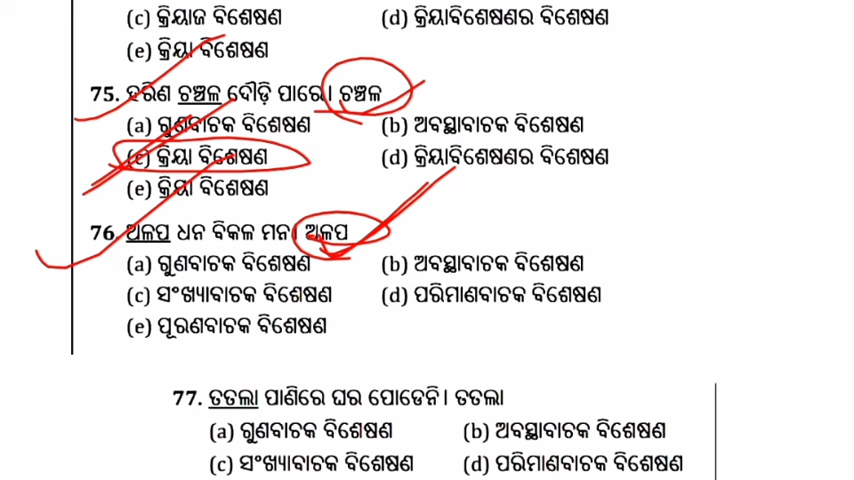 (c) କ୍ରିୟାଜ ବିଶେଷଣ (d) କ୍ରିୟାବିଶେଷଣର ବିଶେଷଣ
(e) କ୍ରିୟା ବିଶେଷଣ
75. ହରିଣ ଚଞ୍ଚଳ ଦୌଡ଼ି ପାରେ। ଚଞ୍ଚଳ
(a) ଗୁଣବାଚକ ବିଶେଷଣ (b) ଅବସ୍ଥାବାଚକ ବିଶେଷଣ
(c) କ୍ରିୟା ବିଶେଷଣ (d) କ୍ରିୟାବିଶେଷଣର ବିଶେଷଣ
(e) କ୍ରିୟା ବିଶେଷଣ
76. ଅଳପ ଧନ ବିକଳ ମନ। ଅଳପ
(a) ଗୁଣବାଚକ ବିଶେଷଣ (b) ଅବସ୍ଥାବାଚକ ବିଶେଷଣ
(c) ସଂଖ୍ୟାବାଚକ ବିଶେଷଣ (d) ପରିମାଣବାଚକ ବିଶେଷଣ
(e) ପୂରଣବାଚକ ବିଶେଷଣ
77. ତତଲା ପାଣିରେ ଘର ପୋଡେନି। ତତଲା
(a) ଗୁଣବାଚକ ବିଶେଷଣ (b) ଅବସ୍ଥାବାଚକ ବିଶେଷଣ
(c) ସଂଖ୍ୟାବାଚକ ବିଶେଷଣ (d) ପରିମାଣବାଚକ ବିଶେଷଣ